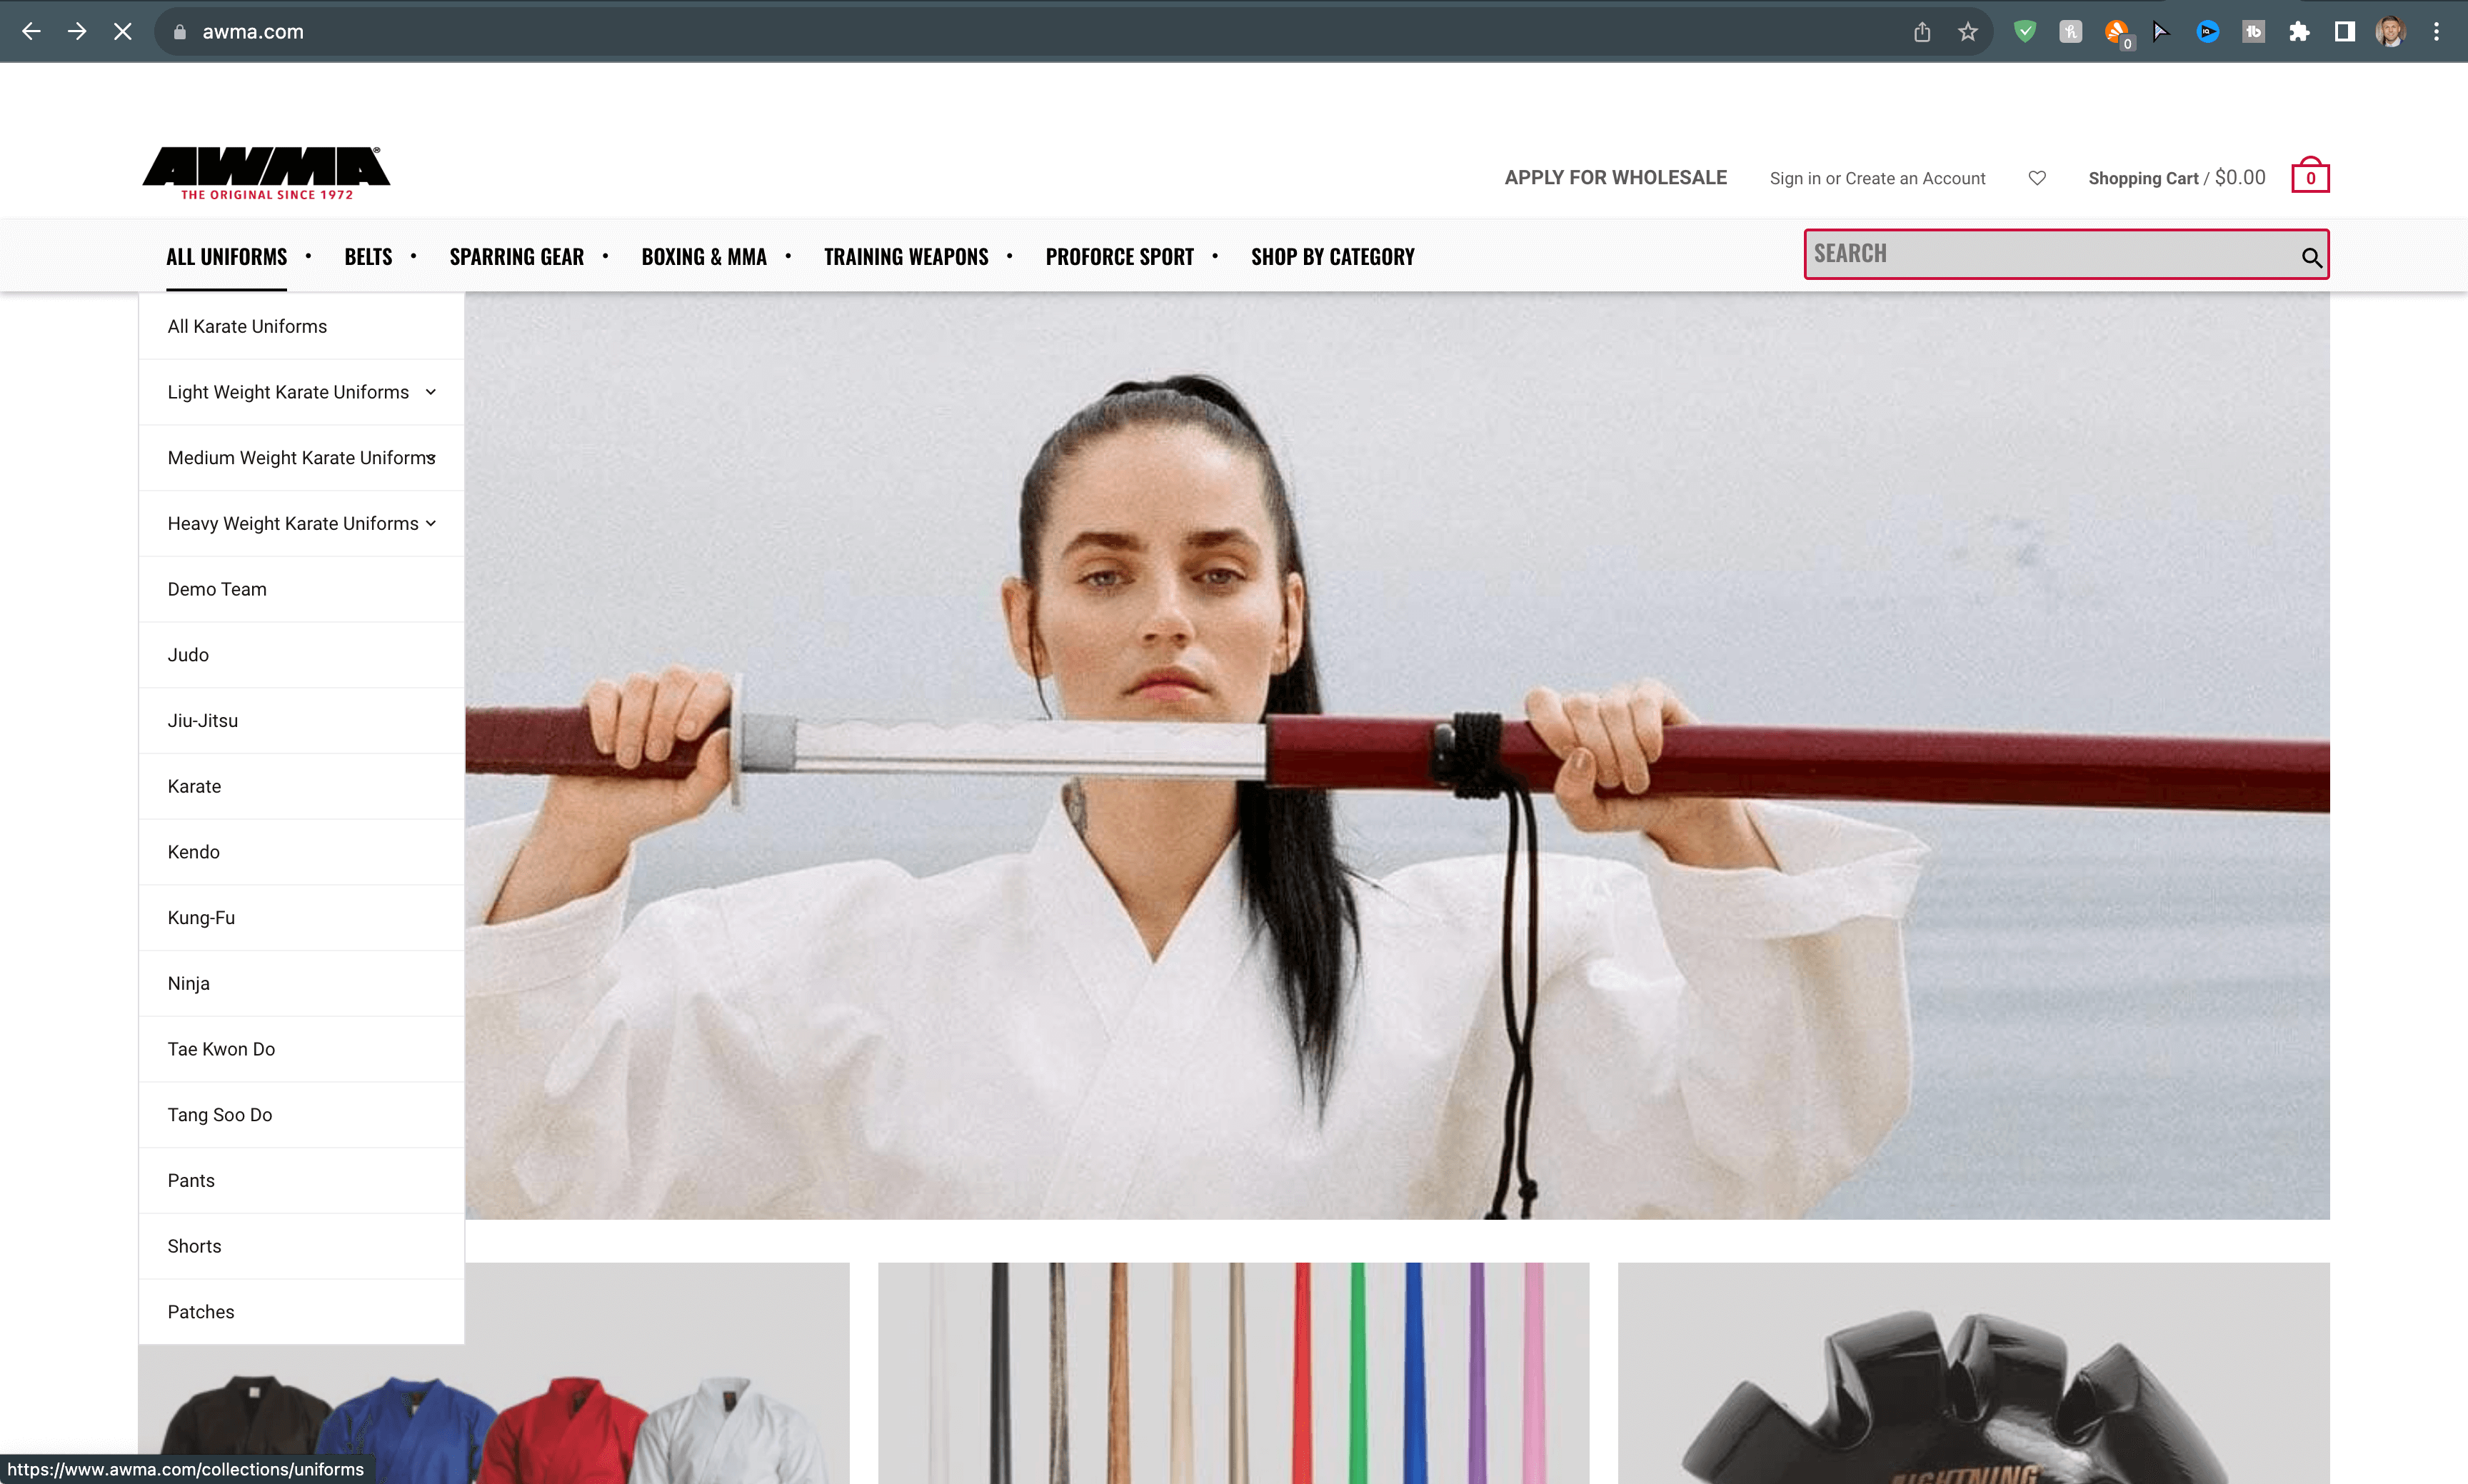 awma.com
0
AWMA®
THE ORIGINAL SINCE 1972
APPLY FOR WHOLESALE
Sign in or Create an Account
Shopping Cart / $0.00
0
ALL UNIFORMS • BELTS • SPARRING GEAR • BOXING & MMA • TRAINING WEAPONS • PROFORCE SPORT • SHOP BY CATEGORY
SEARCH
All Karate Uniforms
Light Weight Karate Uniforms
Medium Weight Karate Uniforms
Heavy Weight Karate Uniforms
Demo Team
Judo
Jiu-Jitsu
Karate
Kendo
Kung-Fu
Ninja
Tae Kwon Do
Tang Soo Do
Pants
Shorts
Patches
LIGHTNING
https://www.awma.com/collections/uniforms